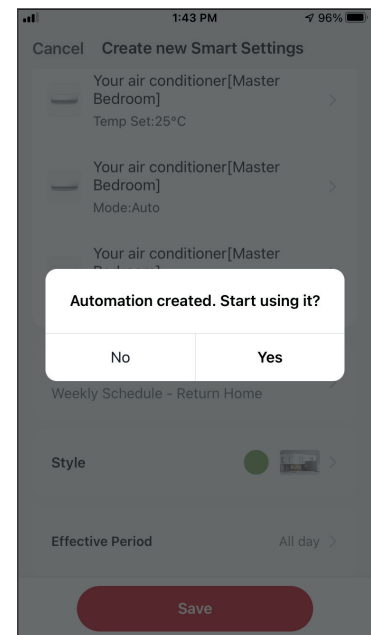 1:43 PM
96%
Cancel Create new Smart Settings
Your air conditioner[Master
Bedroom]
Temp Set:25°C
Your air conditioner[Master
Bedroom]
Mode:Auto
Your air conditioner[Master
Automation created. Start using it?
No Yes
Weekly Schedule - Return Home
Style
Effective Period All day
Save